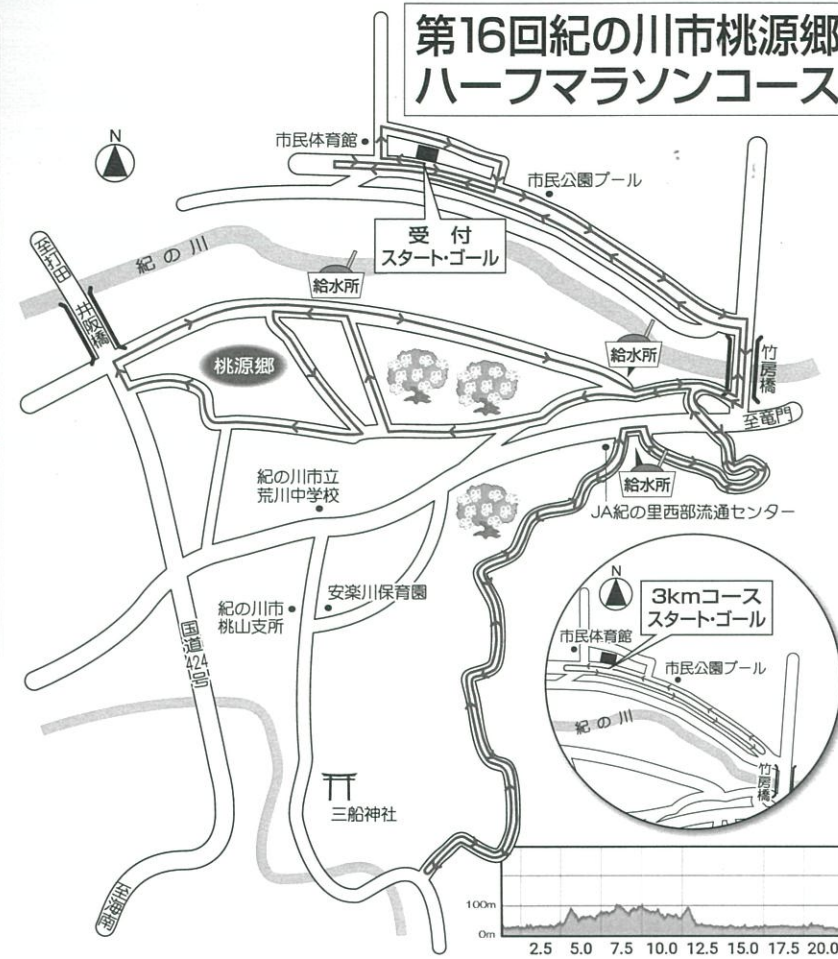 第16回紀の川市桃源郷
ハーフマラソンコース
N
市民体育館
市民公園プール
受付
スタート・ゴール
至打田
紀の川
給水所
井阪橋
桃源郷
給水所
竹房橋
至竜門
紀の川市立
荒川中学校
給水所
JA紀の里西部流通センター
安楽川保育園
紀の川市
桃山支所
国道424号
N
3kmコース
スタート・ゴール
市民体育館
市民公園プール
紀の川
竹房橋
三船神社
至海南
100m
0m
2.5 5.0 7.5 10.0 12.5 15.0 17.5 20.0